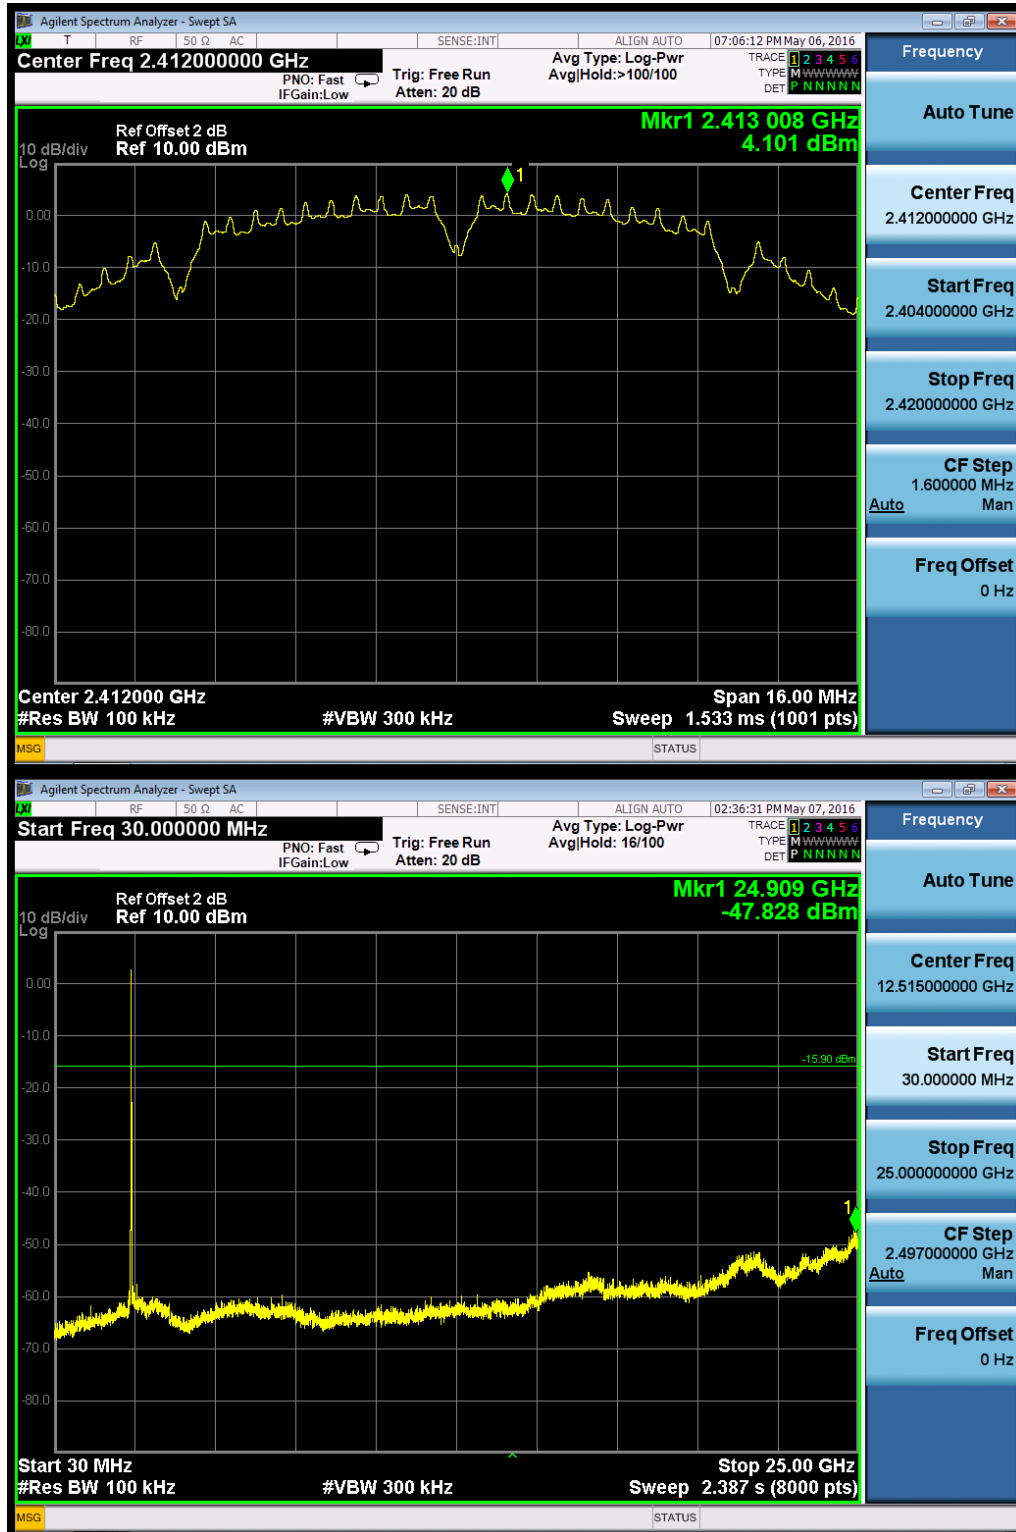 Agilent Spectrum Analyzer - Swept SA
LXI T RF 50 Ω AC SENSE:INT ALIGN AUTO 07:06:12 PM May 06, 2016
Center Freq 2.412000000 GHz
PNO: Fast
IFGain:Low
Trig: Free Run
Atten: 20 dB
Avg Type: Log-Pwr
Avg|Hold:>100/100
TRACE 1 2 3 4 5 6
TYPE M WWWWW
DET P N N N N N
Mkr1 2.413 008 GHz
4.101 dBm
Ref Offset 2 dB
10 dB/div Ref 10.00 dBm
Log
1
0.00
-10.0
-20.0
-30.0
-40.0
-50.0
-60.0
-70.0
-80.0
Center 2.412000 GHz Span 16.00 MHz
#Res BW 100 kHz #VBW 300 kHz Sweep 1.533 ms (1001 pts)
MSG STATUS
Frequency
Auto Tune
Center Freq
2.412000000 GHz
Start Freq
2.404000000 GHz
Stop Freq
2.420000000 GHz
CF Step
1.600000 MHz
Auto Man
Freq Offset
0 Hz
Agilent Spectrum Analyzer - Swept SA
LXI RF 50 Ω AC SENSE:INT ALIGN AUTO 02:36:31 PM May 07, 2016
Start Freq 30.000000 MHz
PNO: Fast
IFGain:Low
Trig: Free Run
Atten: 20 dB
Avg Type: Log-Pwr
Avg|Hold: 16/100
TRACE 1 2 3 4 5 6
TYPE M WWWWW
DET P N N N N N
Mkr1 24.909 GHz
-47.828 dBm
Ref Offset 2 dB
10 dB/div Ref 10.00 dBm
Log
0.00
-10.0
-15.90 dBm
-20.0
-30.0
-40.0
1
-50.0
-60.0
-70.0
-80.0
Start 30 MHz Stop 25.00 GHz
#Res BW 100 kHz #VBW 300 kHz Sweep 2.387 s (8000 pts)
MSG STATUS
Frequency
Auto Tune
Center Freq
12.515000000 GHz
Start Freq
30.000000 MHz
Stop Freq
25.000000000 GHz
CF Step
2.497000000 GHz
Auto Man
Freq Offset
0 Hz